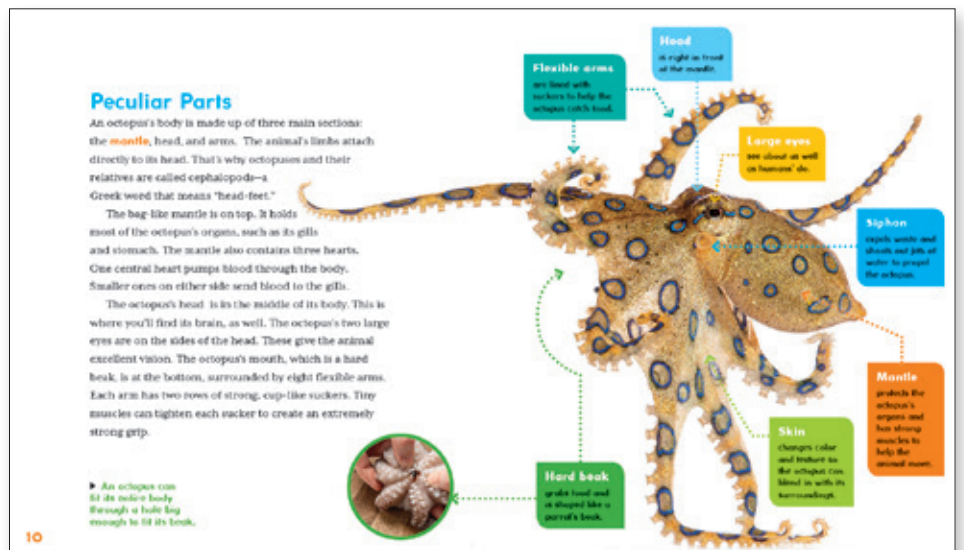 Peculiar Parts
An octopus's body is made up of three main sections:
the mantle, head, and arms. The animal's limbs attach
directly to its head. That's why octopuses and their
relatives are called cephalopods—a
Greek word that means "head-feet."
The bag-like mantle is on top. It holds
most of the octopus's organs, such as its gills
and stomach. The mantle also contains three hearts.
One central heart pumps blood through the body.
Smaller ones on either side send blood to the gills.
The octopus's head is in the middle of its body. This is
where you'll find its brain, as well. The octopus's two large
eyes are on the sides of the head. These give the animal
excellent vision. The octopus's mouth, which is a hard
beak, is at the bottom, surrounded by eight flexible arms.
Each arm has two rows of strong, cup-like suckers. Tiny
muscles can tighten each sucker to create an extremely
strong grip.
An octopus can
fit its entire body
through a hole big
enough to fit its beak.
10
Flexible arms
are lined with
suckers to help the
octopus catch food.
Head
is right in front
of the mantle.
Large eyes
see about as well
as humans' do.
Siphon
expels waste and
shoots out jets of
water to propel
the octopus.
Mantle
protects the
octopus's
organs and
has strong
muscles to
help the
animal move.
Skin
changes color
and texture so
the octopus can
blend in with its
surroundings.
Hard beak
grabs food and
is shaped like a
parrot's beak.